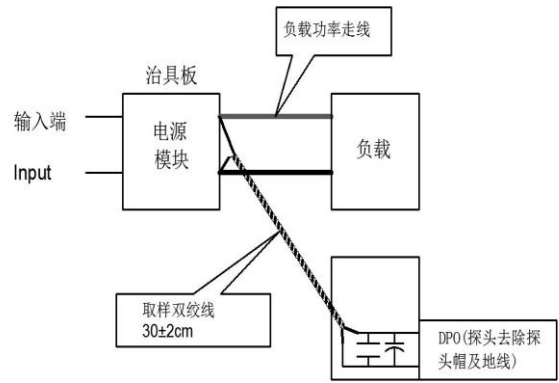 负载功率走线
治具板
输入端
电源
模块
负载
Input
取样双绞线
30±2cm
DPO(探头去除探
头帽及地线)